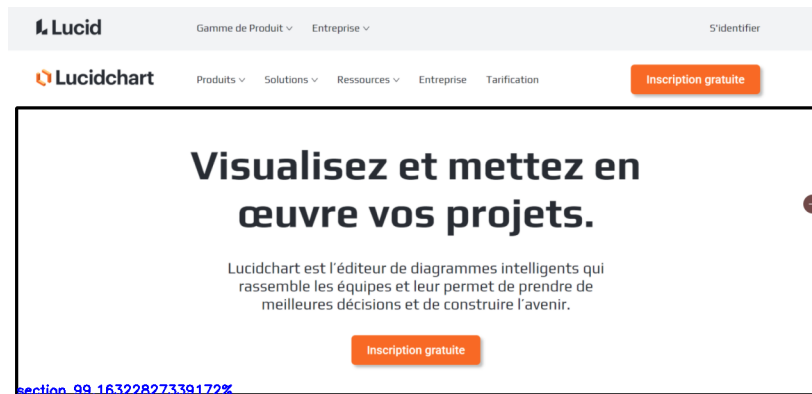 Lucid Gamme de Produit Entreprise S'identifier
Lucidchart Produits Solutions Ressources Entreprise Tarification Inscription gratuite
Visualisez et mettez en
œuvre vos projets.
Lucidchart est l'éditeur de diagrammes intelligents qui
rassemble les équipes et leur permet de prendre de
meilleures décisions et de construire l'avenir.
Inscription gratuite
section 99.16322827339172%